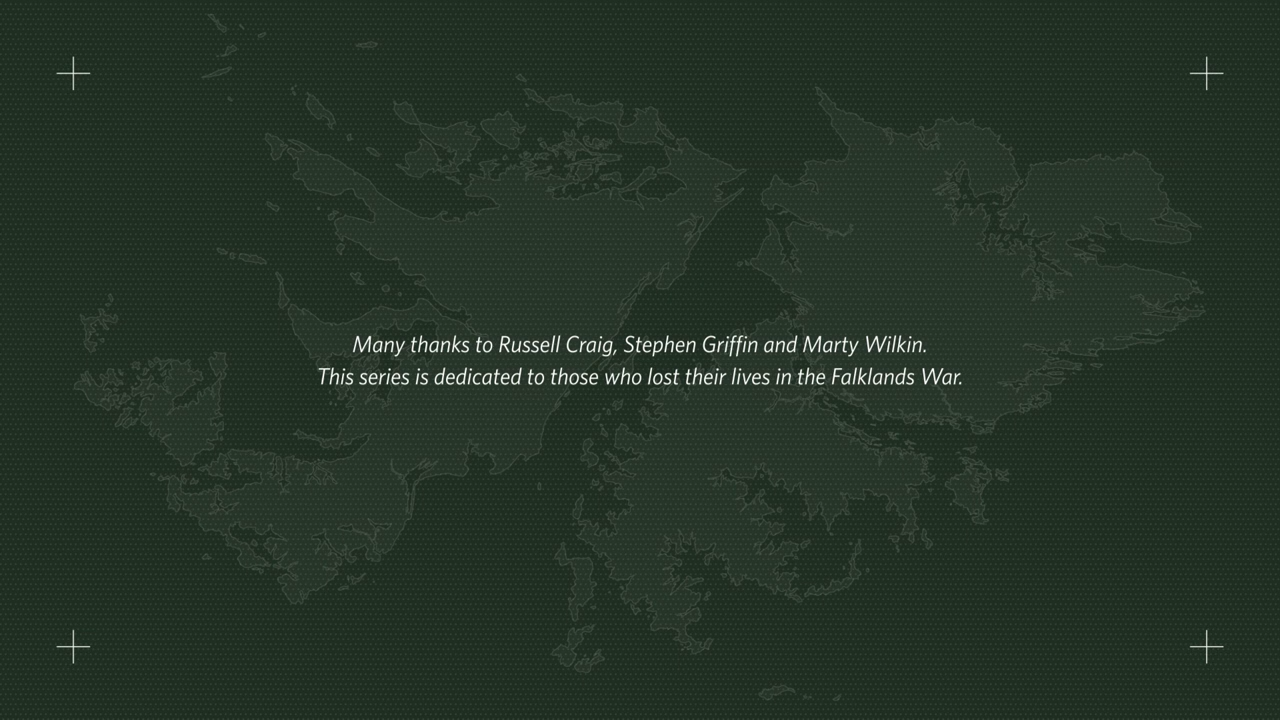 Many thanks to Russell Craig, Stephen Griffin and Marty Wilkin.
This series is dedicated to those who lost their lives in the Falklands War.